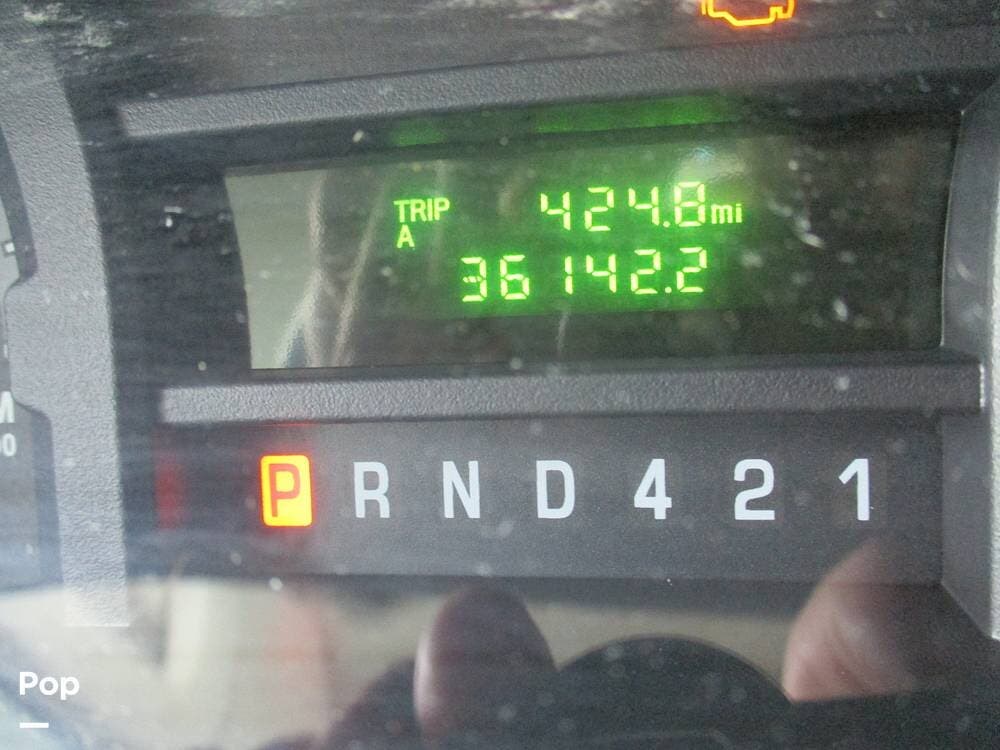 TRIP 424.8mi
A
36142.2
P R N D 4 2 1
Pop